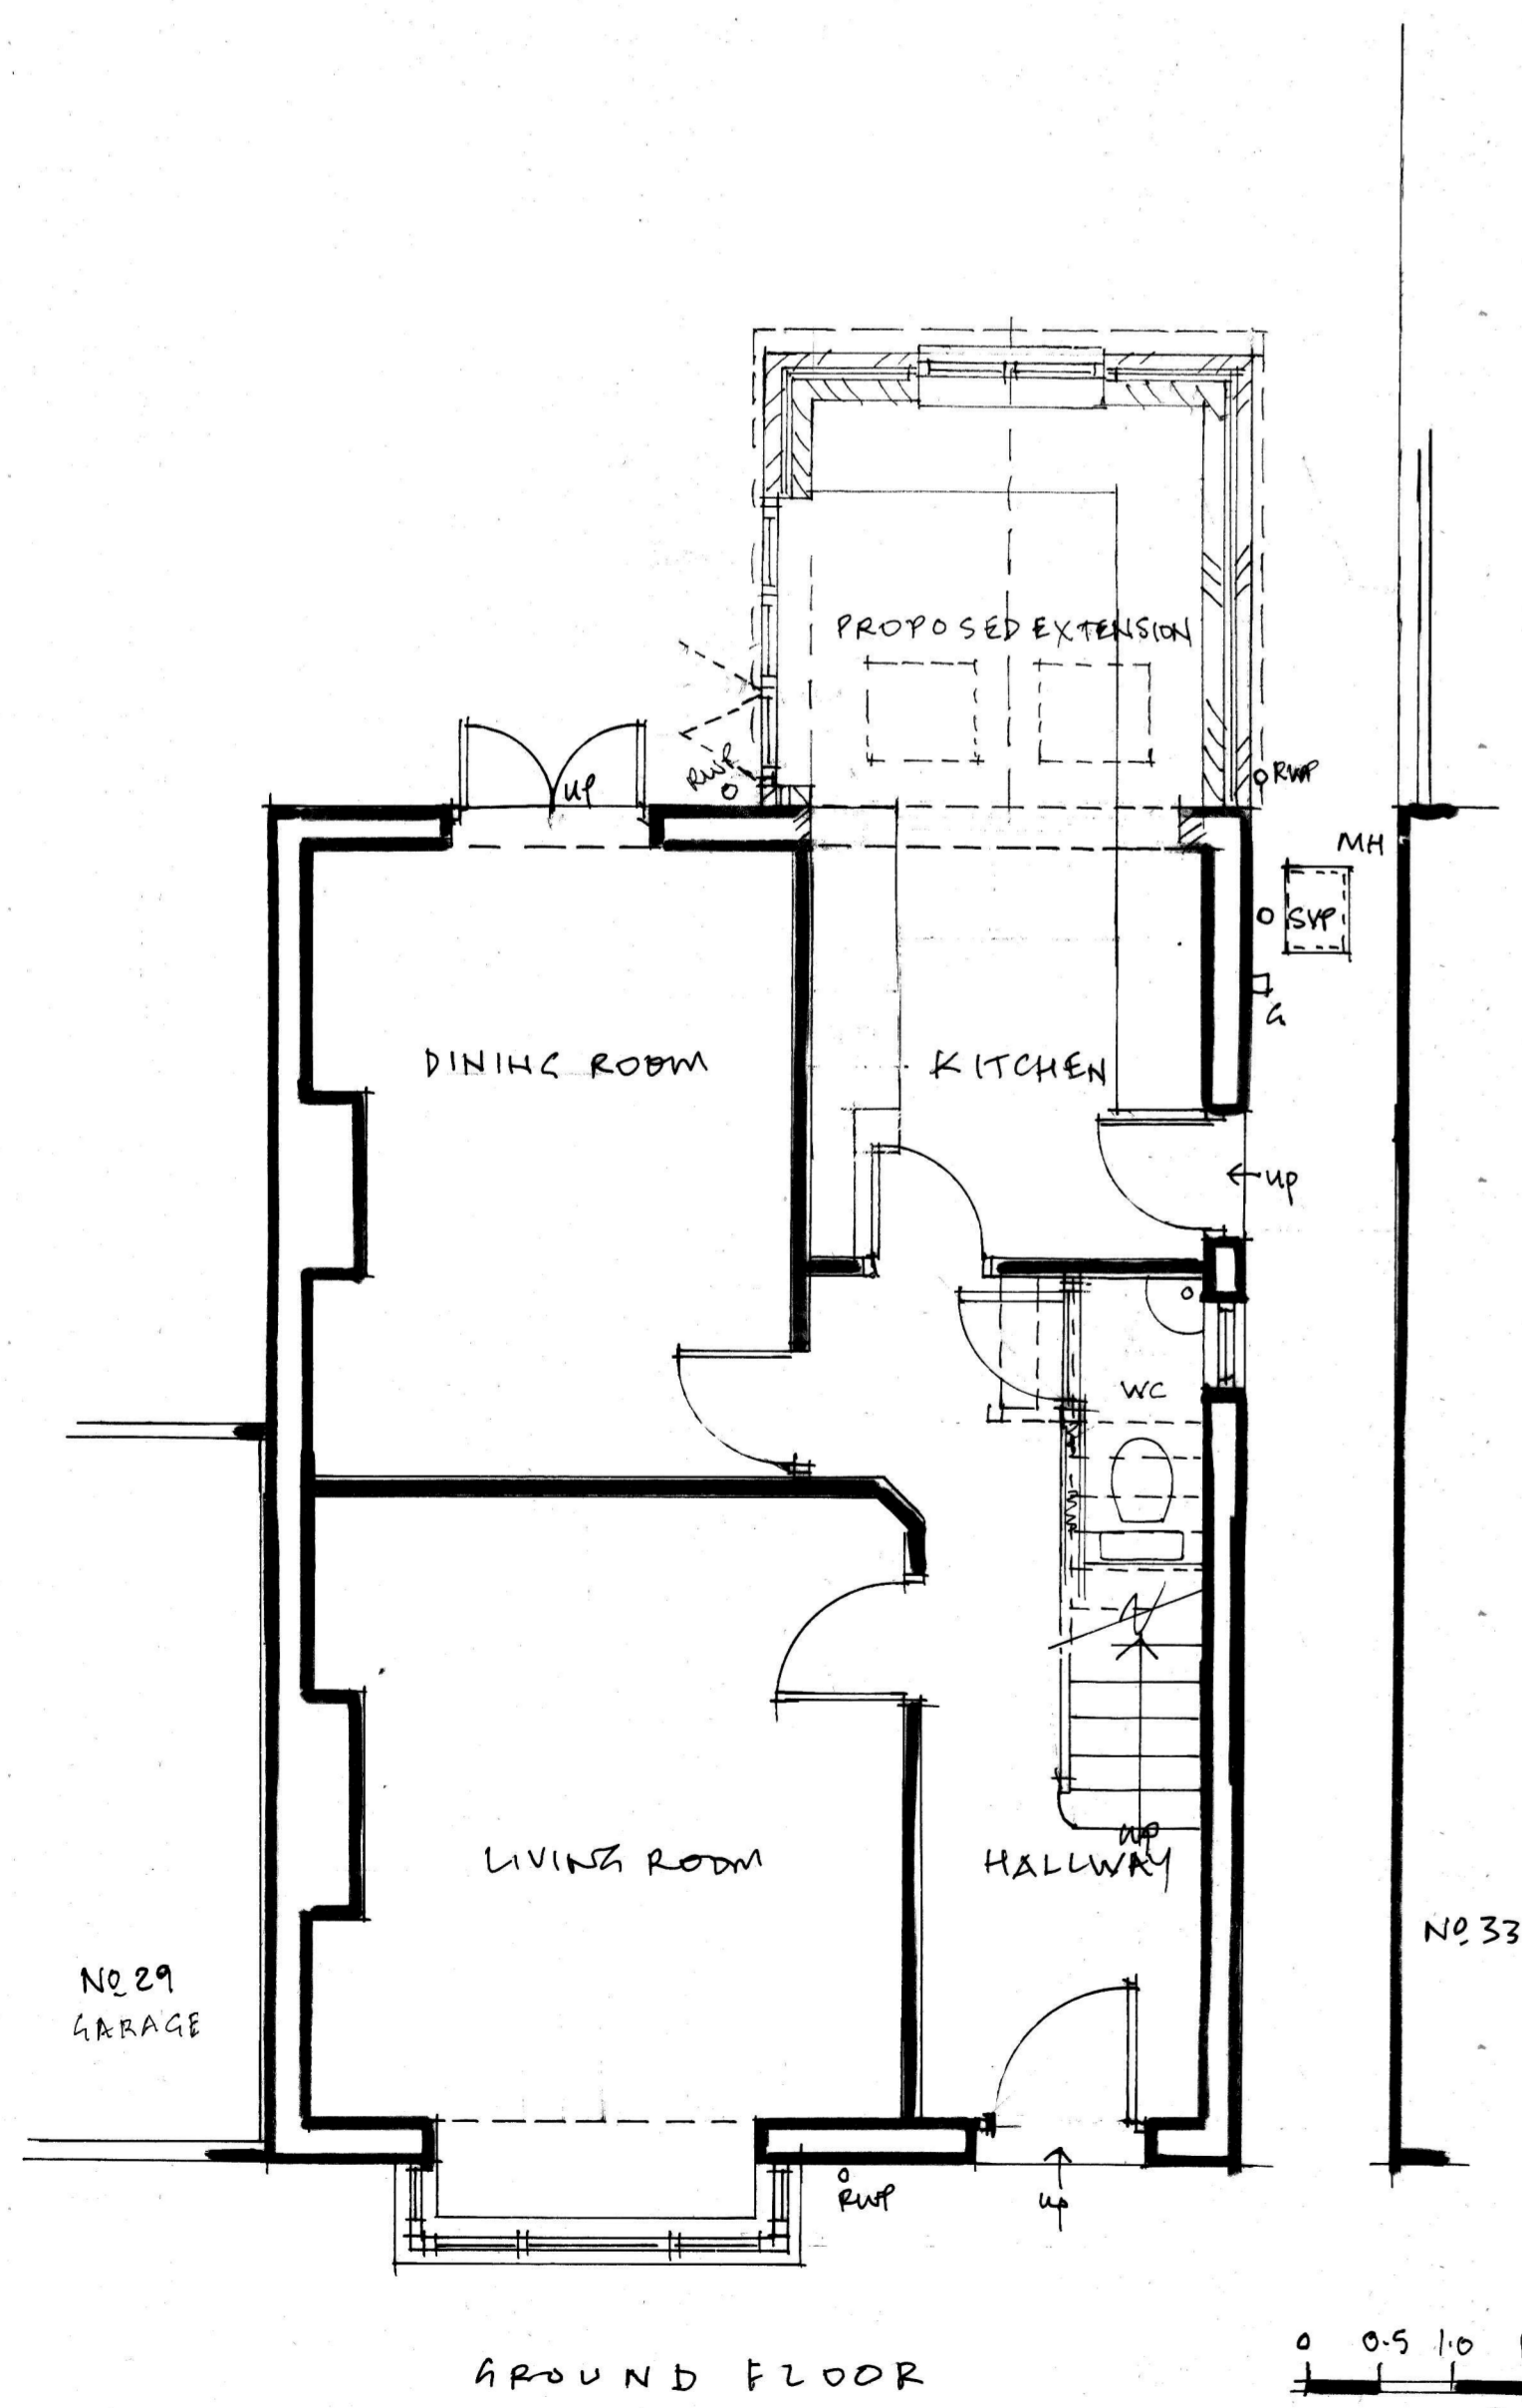 PROPOSED EXTENSION
RWP
UP
RWP
MH
SVP
G
DINING ROOM
KITCHEN
UP
WC
UP
LIVING ROOM
HALLWAY
No. 33
No. 29
GARAGE
RWP
UP
0 0.5 1.0
GROUND FLOOR